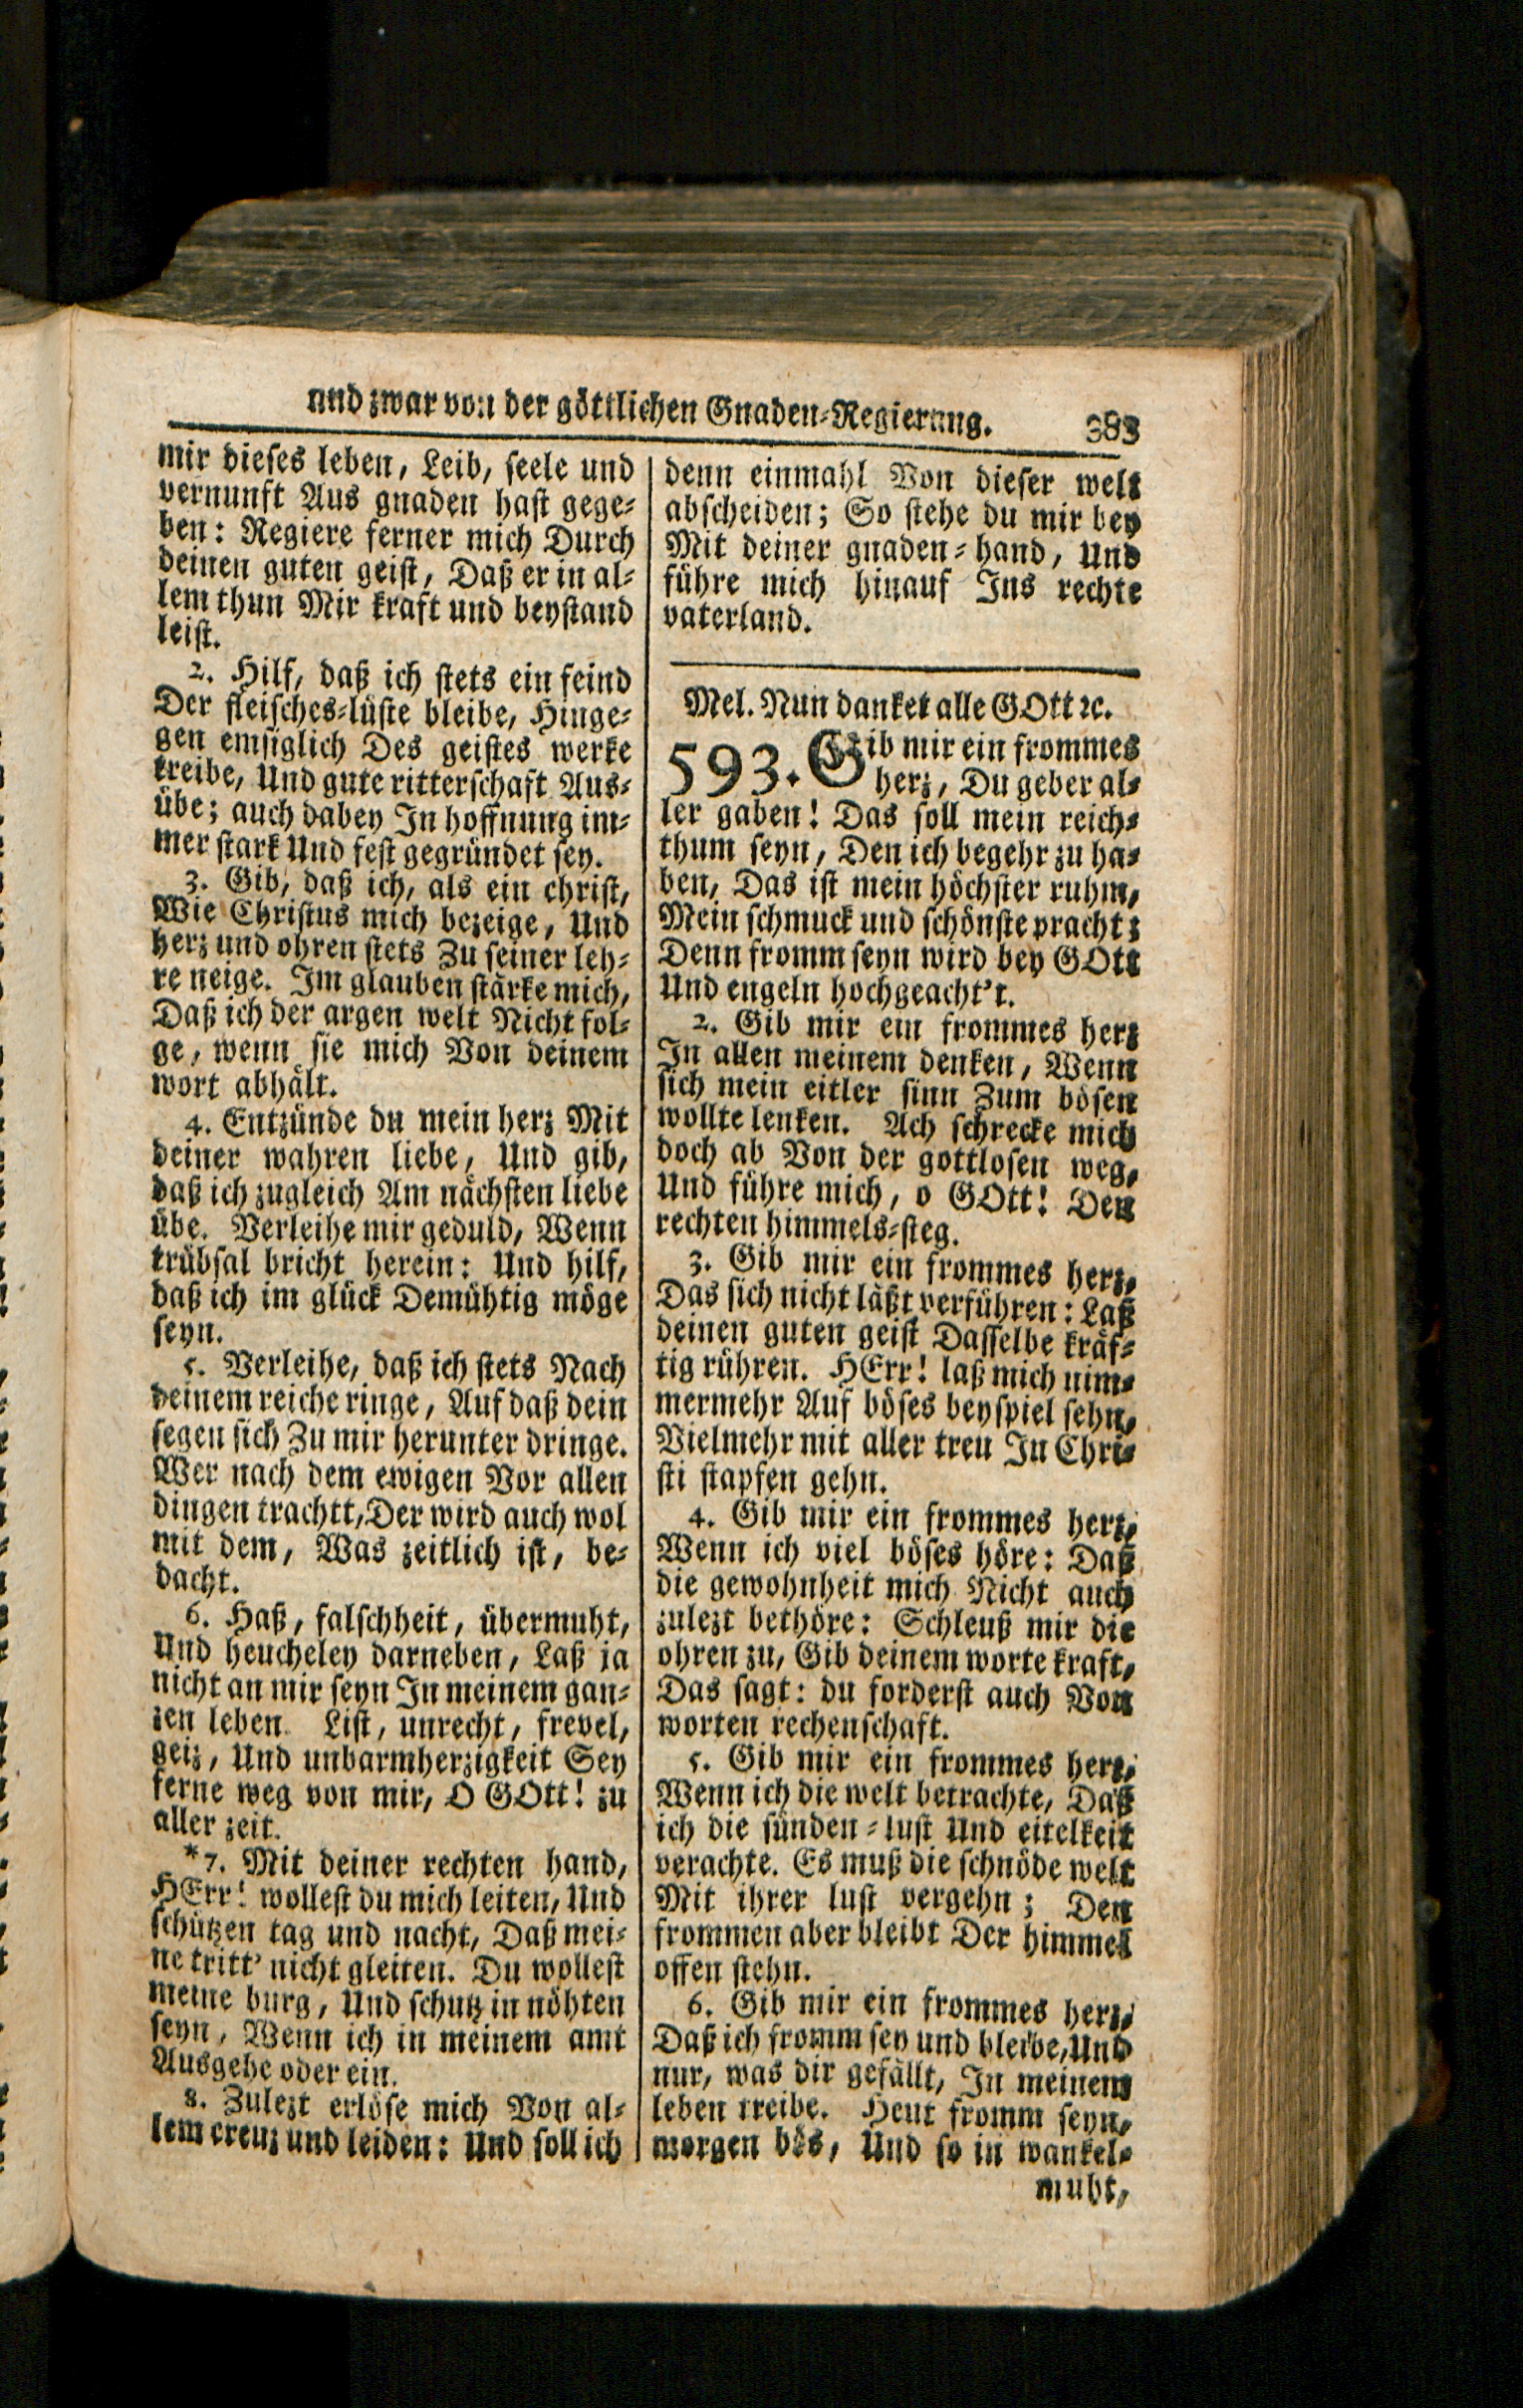 und zwar von der göttlichen Gnaden-Regierung. 383
mir dieses leben, Leib, seele und
vernunft Aus gnaden hast gege-
ben: Regiere ferner mich Durch
deinen guten geist, Daß er in al-
lem thun Mir kraft und beystand
leist.
2. Hilf, daß ich stets ein feind
Der fleisches-lüste bleibe, Hinge-
gen emsiglich Des geistes werke
treibe, Und gute ritterschaft Aus-
übe; auch dabey In hoffnung im-
mer stark Und fest gegründet sey.
3. Gib, daß ich, als ein christ,
Wie Christus mich bezeige, Und
herz und ohren stets Zu seiner leh-
re neige. Im glauben stärke mich,
Daß ich der argen welt Nicht fol-
ge, wenn sie mich Von deinem
wort abhält.
4. Entzünde du mein herz Mit
deiner wahren liebe, Und gib,
daß ich zugleich Am nächsten liebe
übe. Verleihe mir geduld, Wenn
trübsal bricht herein: Und hilf,
daß ich im glück Demühtig möge
seyn.
5. Verleihe, daß ich stets Nach
deinem reiche ringe, Auf daß dein
segen sich Zu mir herunter dringe.
Wer nach dem ewigen Vor allen
dingen trachtt, Der wird auch wol
mit dem, Was zeitlich ist, be-
dacht.
6. Haß, falschheit, übermuht,
Und heucheley darneben, Laß ja
nicht an mir seyn In meinem gan-
zen leben. List, unrecht, frevel,
geiz, Und unbarmherzigkeit Sey
ferne weg von mir, O GOtt! zu
aller zeit.
*7. Mit deiner rechten hand,
HErr! wollest du mich leiten, Und
schützen tag und nacht, Daß mei-
ne tritt' nicht gleiten. Du wollest
meine burg, Und schutz in nöhten
seyn, Wenn ich in meinem amt
Ausgehe oder ein.
8. Zulezt erlöse mich Von al-
lem creuz und leiden: Und soll ich
denn einmahl Von dieser welt
abscheiden; So stehe du mir bey
Mit deiner gnaden-hand, Und
führe mich hinauf Ins rechte
vaterland.
Mel. Nun danket alle GOtt ꝛc.
593. Gib mir ein frommes
herz, Du geber al-
ler gaben! Das soll mein reich-
thum seyn, Den ich begehr zu ha-
ben, Das ist mein höchster ruhm,
Mein schmuck und schönste pracht;
Denn fromm seyn wird bey GOtt
Und engeln hochgeacht't.
2. Gib mir ein frommes herz
In allen meinem denken, Wenn
sich mein eitler sinn Zum bösen
wollte lenken. Ach schrecke mich
doch ab Von der gottlosen weg,
Und führe mich, o GOtt! Den
rechten himmels-steg.
3. Gib mir ein frommes herz,
Das sich nicht läßt verführen: Laß
deinen guten geist Dasselbe kräf-
tig rühren. HErr! laß mich nim-
mermehr Auf böses beyspiel sehn,
Vielmehr mit aller treu In Chri-
sti stapfen gehn.
4. Gib mir ein frommes herz,
Wenn ich viel böses höre: Daß
die gewohnheit mich Nicht auch
zulezt bethöre: Schleuß mir die
ohren zu, Gib deinem worte kraft,
Das sagt: du forderst auch Von
worten rechenschaft.
5. Gib mir ein frommes herz,
Wenn ich die welt betrachte, Daß
ich die sünden-lust Und eitelkeit
verachte. Es muß die schnöde welt
Mit ihrer lust vergehn; Den
frommen aber bleibt Der himmel
offen stehn.
6. Gib mir ein frommes herz,
Daß ich fromm sey und bleibe, Und
nur, was dir gefällt, In meinem
leben treibe. Heut fromm seyn,
morgen bös, Und so in wankel-
muht,